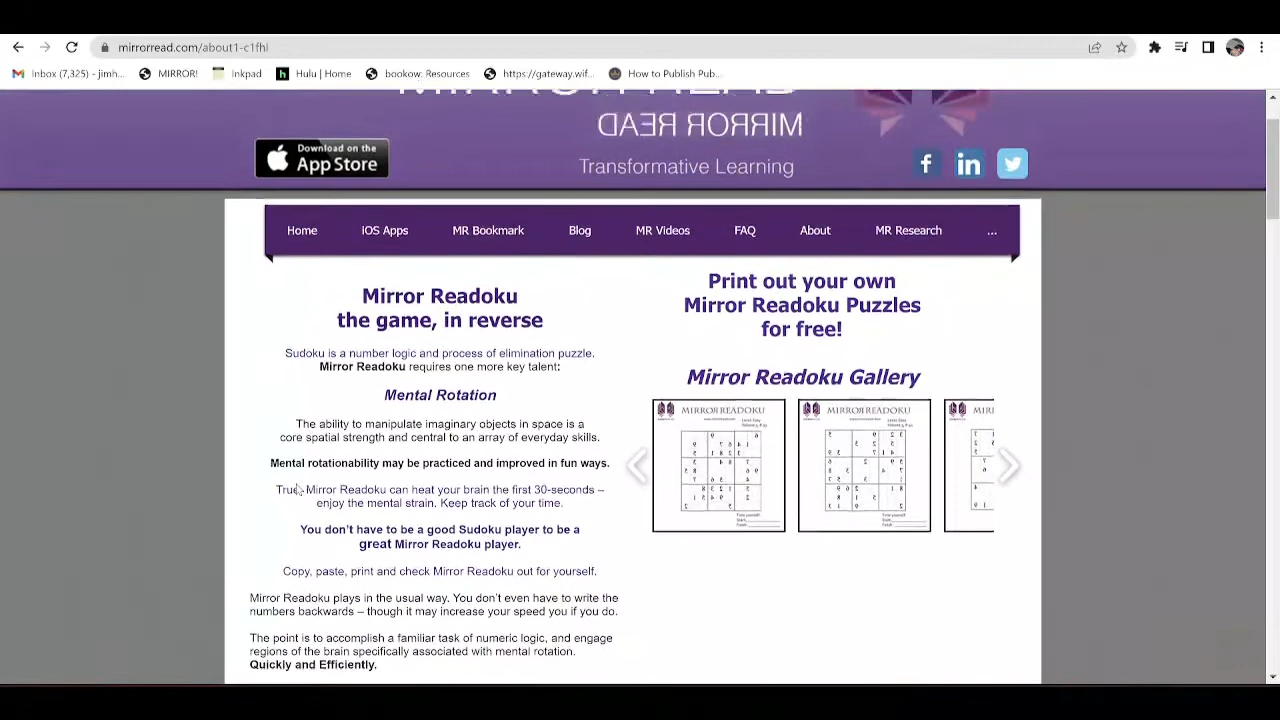 mirrorread.com/about1-c1fhl
Inbox (7,325) - jimh...
MIRROR!
Inkpad
Hulu | Home
bookow: Resources
https://gateway.wif...
How to Publish Pub...
MIRROR READ
MIRROR READ
Download on the
App Store
Transformative Learning
Home
iOS Apps
MR Bookmark
Blog
MR Videos
FAQ
About
MR Research
...
Mirror Readoku
the game, in reverse
Sudoku is a number logic and process of elimination puzzle.
Mirror Readoku requires one more key talent:
Mental Rotation
The ability to manipulate imaginary objects in space is a
core spatial strength and central to an array of everyday skills.
Mental rotationability may be practiced and improved in fun ways.
True, Mirror Readoku can heat your brain the first 30-seconds –
enjoy the mental strain. Keep track of your time.
You don't have to be a good Sudoku player to be a
great Mirror Readoku player.
Copy, paste, print and check Mirror Readoku out for yourself.
Mirror Readoku plays in the usual way. You don't even have to write the
numbers backwards – though it may increase your speed you if you do.
The point is to accomplish a familiar task of numeric logic, and engage
regions of the brain specifically associated with mental rotation.
Quickly and Efficiently.
Print out your own
Mirror Readoku Puzzles
for free!
Mirror Readoku Gallery
MIRROR READOKU
MIRROR READOKU
MIR